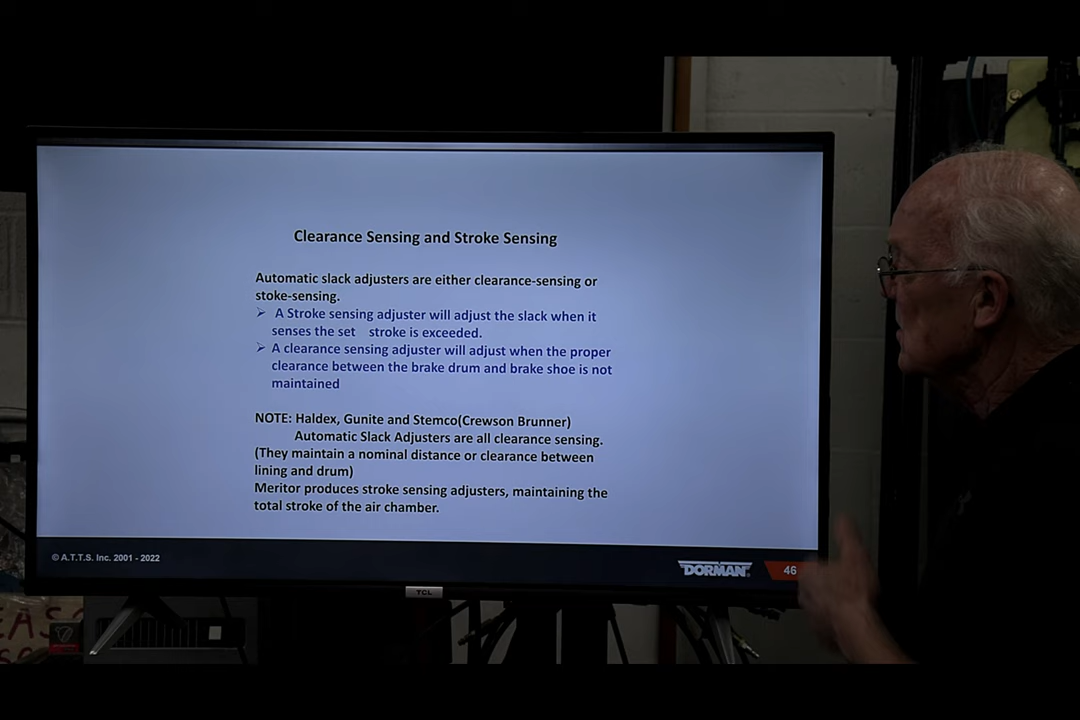 Clearance Sensing and Stroke Sensing
Automatic slack adjusters are either clearance-sensing or
stoke-sensing.
➢ A Stroke sensing adjuster will adjust the slack when it
senses the set stroke is exceeded.
➢ A clearance sensing adjuster will adjust when the proper
clearance between the brake drum and brake shoe is not
maintained
NOTE: Haldex, Gunite and Stemco(Crewson Brunner)
Automatic Slack Adjusters are all clearance sensing.
(They maintain a nominal distance or clearance between
lining and drum)
Meritor produces stroke sensing adjusters, maintaining the
total stroke of the air chamber.
© A.T.T.S. Inc. 2001 - 2022
DORMAN®
46
TCL